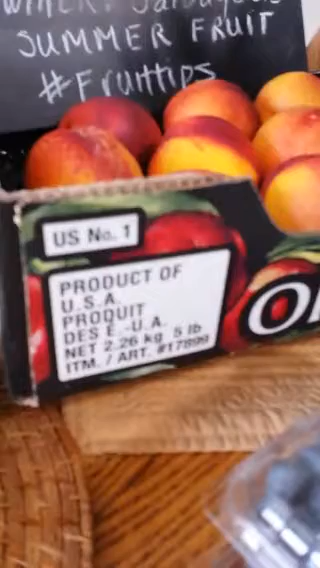 SUMMER FRUIT
#Fruittips
US No. 1
PRODUCT OF
U.S.A.
PRODUIT
DES É.-U.A.
NET 2.26 kg 5 lb
ITM. / ART. #17899